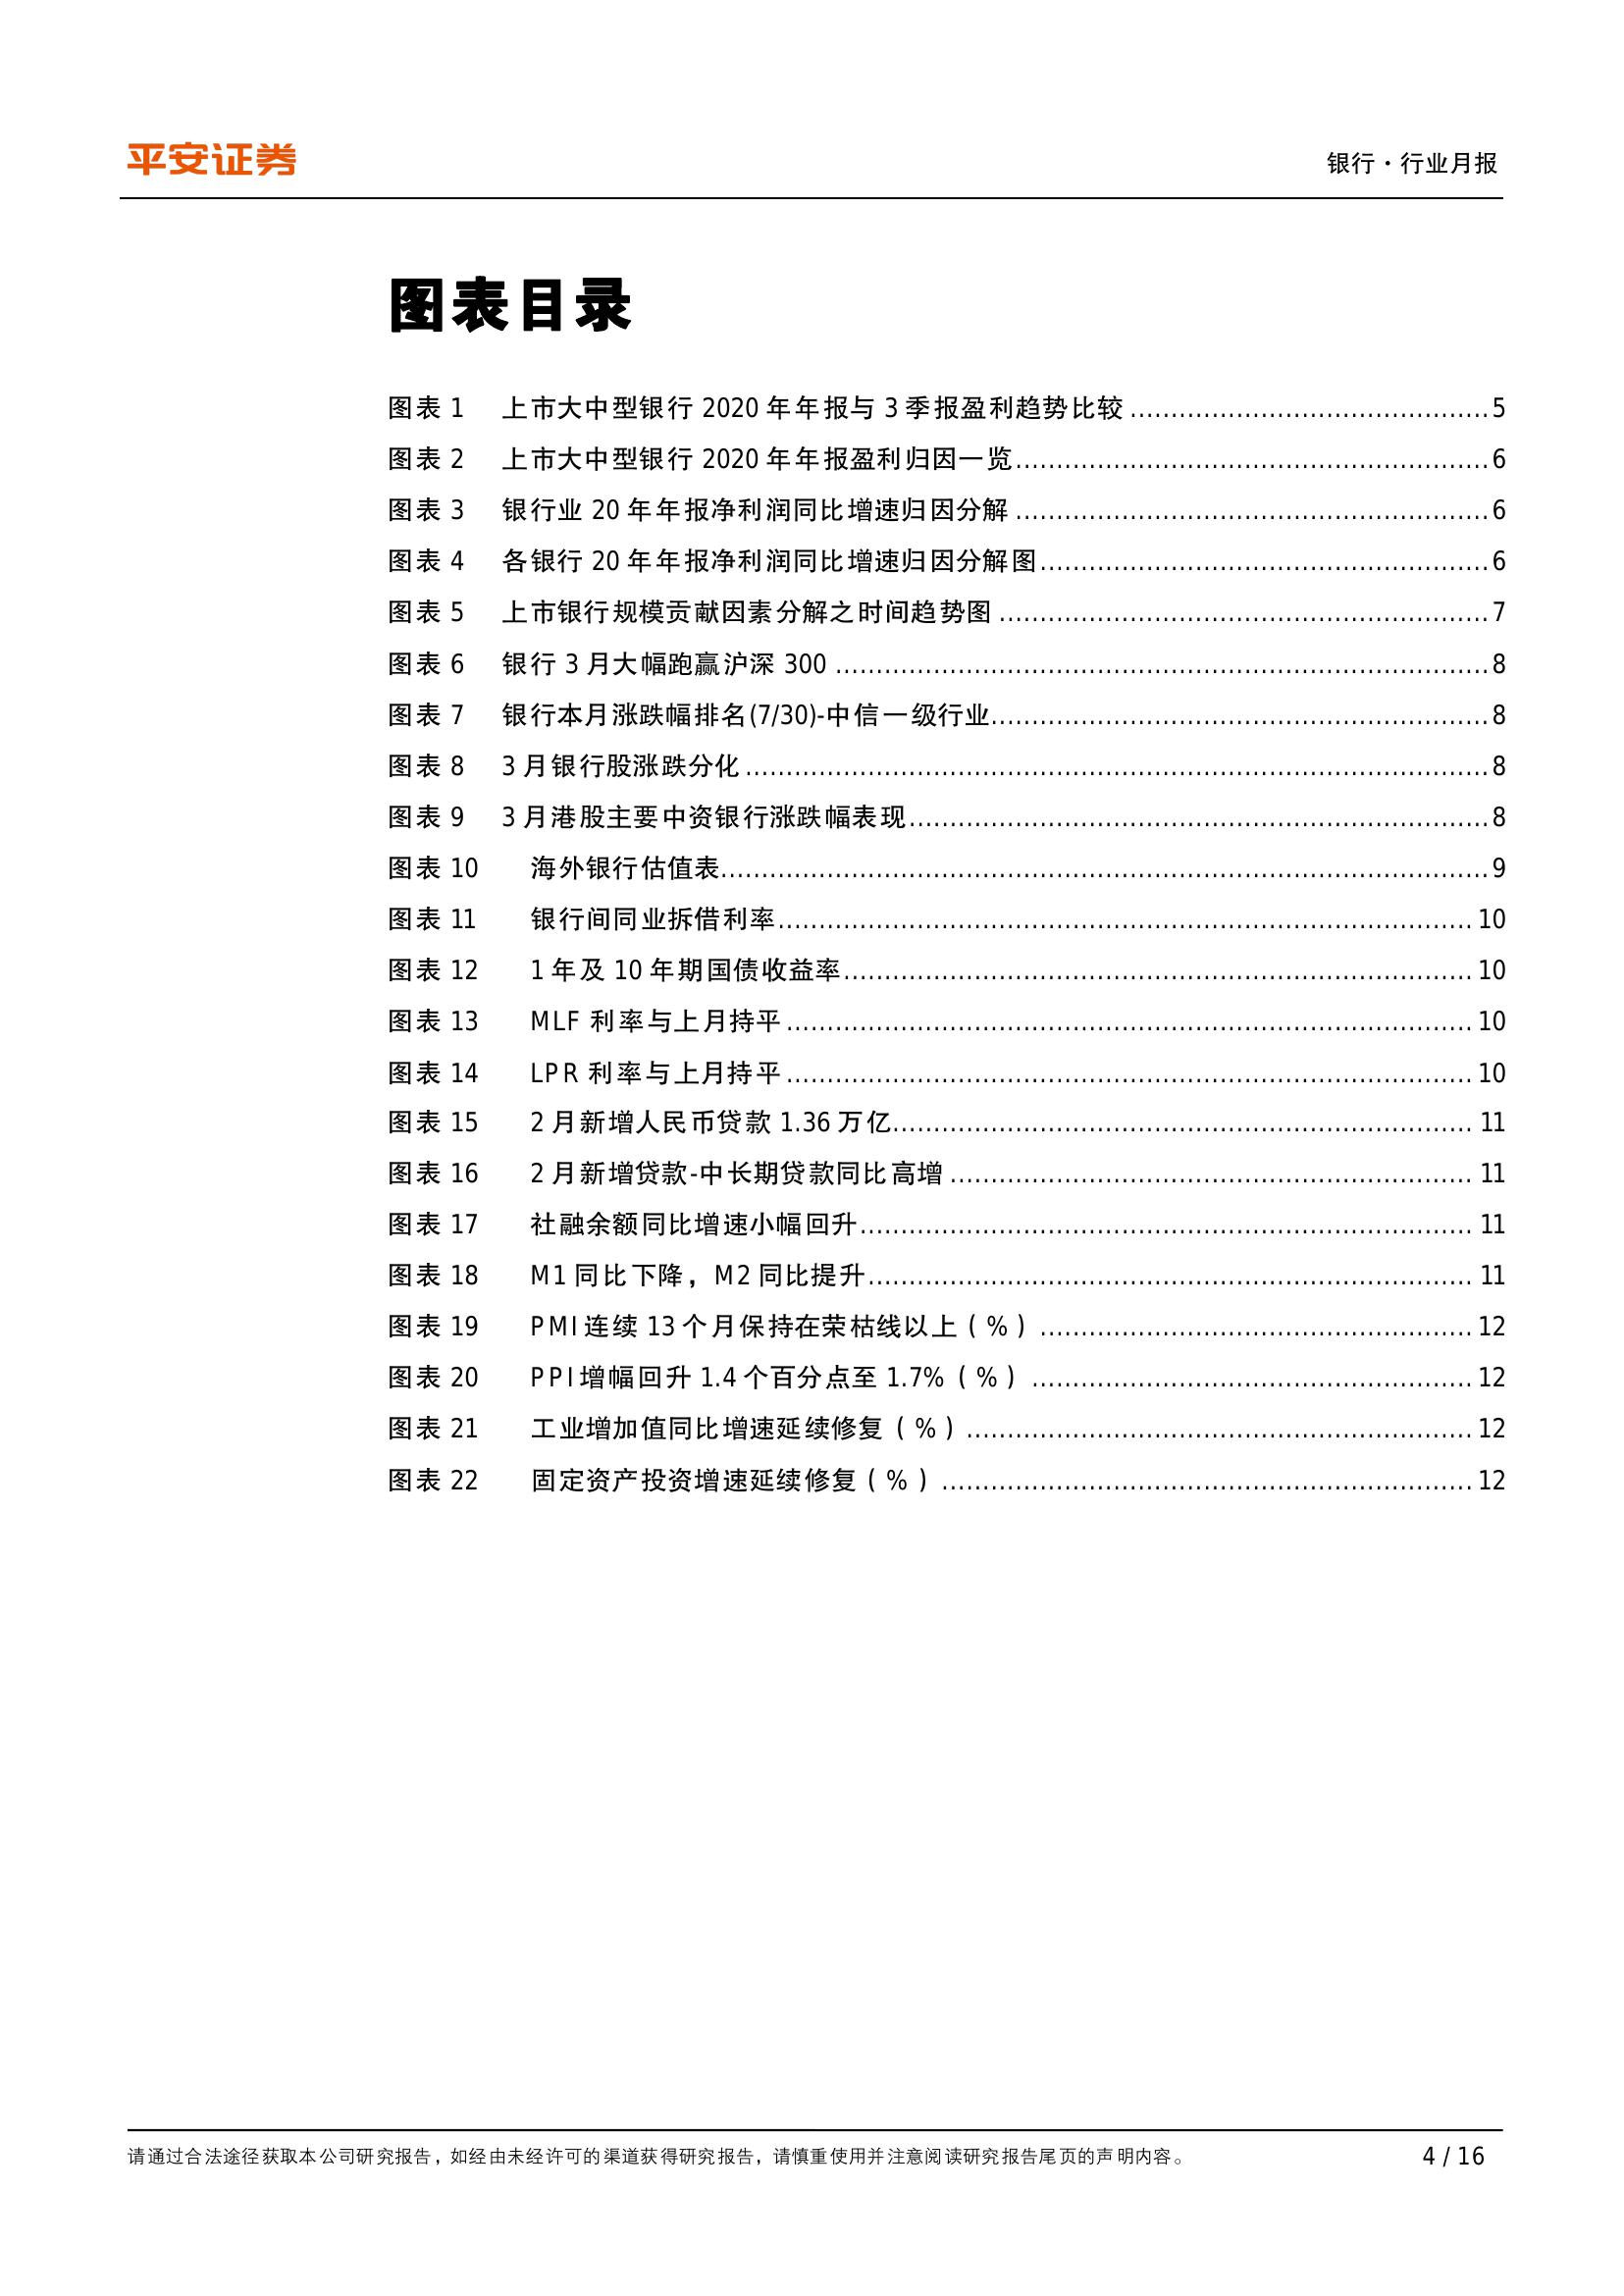 平安证券
银行·行业月报
图表目录
图表 1 上市大中型银行 2020 年年报与 3 季报盈利趋势比较 ............................................ 5
图表 2 上市大中型银行 2020 年年报盈利归因一览 .......................................................... 6
图表 3 银行业 20 年年报净利润同比增速归因分解 .......................................................... 6
图表 4 各银行 20 年年报净利润同比增速归因分解图 ....................................................... 6
图表 5 上市银行规模贡献因素分解之时间趋势图 ............................................................ 7
图表 6 银行 3 月大幅跑赢沪深 300 ................................................................................ 8
图表 7 银行本月涨跌幅排名(7/30)-中信一级行业 ............................................................. 8
图表 8 3 月银行股涨跌分化 ........................................................................................... 8
图表 9 3 月港股主要中资银行涨跌幅表现 ....................................................................... 8
图表 10 海外银行估值表 .............................................................................................. 9
图表 11 银行间同业拆借利率 ..................................................................................... 10
图表 12 1 年及 10 年期国债收益率 ............................................................................. 10
图表 13 MLF 利率与上月持平 .................................................................................... 10
图表 14 LPR 利率与上月持平 .................................................................................... 10
图表 15 2 月新增人民币贷款 1.36 万亿 ....................................................................... 11
图表 16 2 月新增贷款-中长期贷款同比高增 ................................................................ 11
图表 17 社融余额同比增速小幅回升 ........................................................................... 11
图表 18 M1 同比下降，M2 同比提升 .......................................................................... 11
图表 19 PMI 连续 13 个月保持在荣枯线以上（%） ..................................................... 12
图表 20 PPI 增幅回升 1.4 个百分点至 1.7%（%） ...................................................... 12
图表 21 工业增加值同比增速延续修复（%） .............................................................. 12
图表 22 固定资产投资增速延续修复（%） ................................................................. 12
请通过合法途径获取本公司研究报告，如经由未经许可的渠道获得研究报告，请慎重使用并注意阅读研究报告尾页的声明内容。 4 / 16